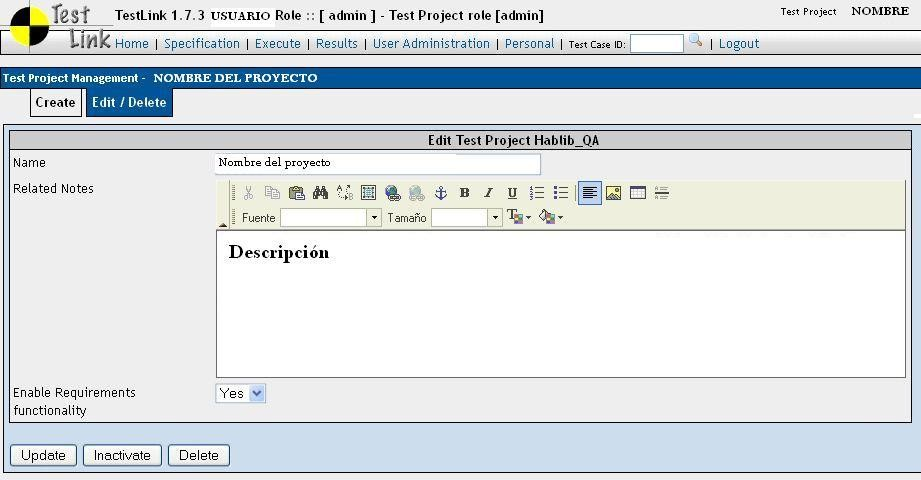 Test Link
TestLink 1.7.3 USUARIO Role :: [ admin ] - Test Project role [admin]
Test Project NOMBRE
Home | Specification | Execute | Results | User Administration | Personal | Test Case ID: | Logout
Test Project Management - NOMBRE DEL PROYECTO
Create Edit / Delete
Edit Test Project Hablib_QA
Name Nombre del proyecto
Related Notes
B I U
Fuente Tamaño
Descripción
Enable Requirements
functionality
Yes
Update Inactivate Delete